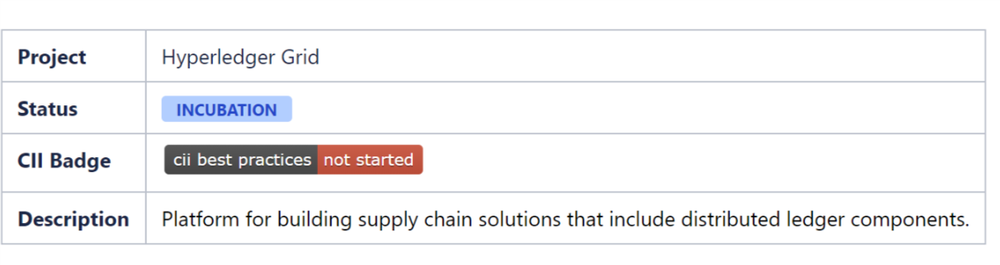 Project Hyperledger Grid
Status INCUBATION
CII Badge cii best practices not started
Description Platform for building supply chain solutions that include distributed ledger components.